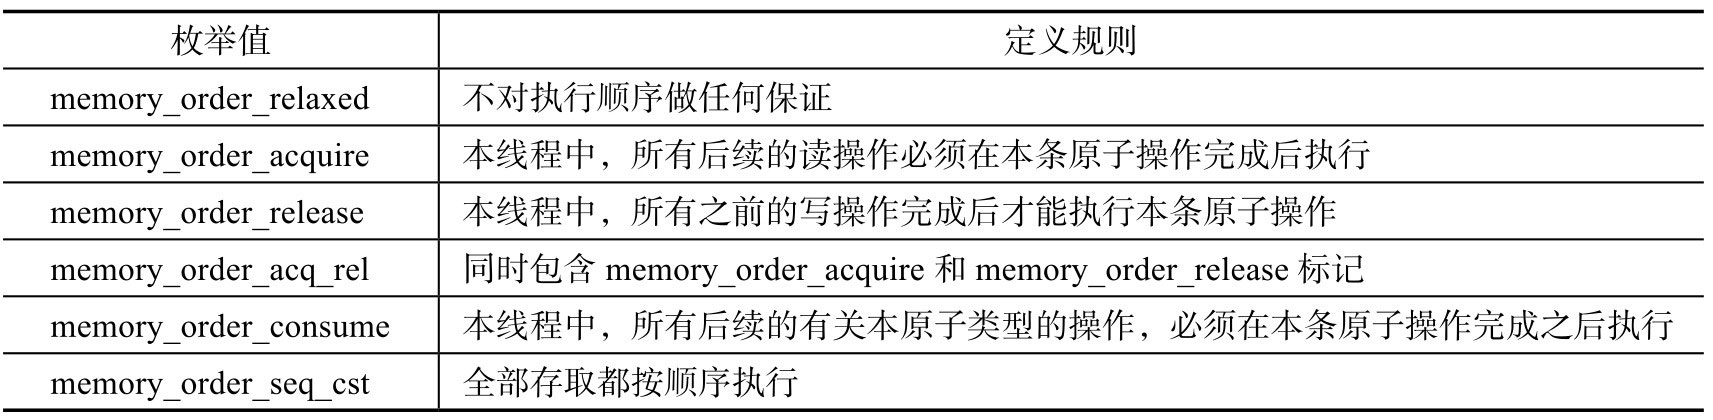 枚举值 定义规则
memory_order_relaxed 不对执行顺序做任何保证
memory_order_acquire 本线程中，所有后续的读操作必须在本条原子操作完成后执行
memory_order_release 本线程中，所有之前的写操作完成后才能执行本条原子操作
memory_order_acq_rel 同时包含 memory_order_acquire 和 memory_order_release 标记
memory_order_consume 本线程中，所有后续的有关本原子类型的操作，必须在本条原子操作完成之后执行
memory_order_seq_cst 全部存取都按顺序执行